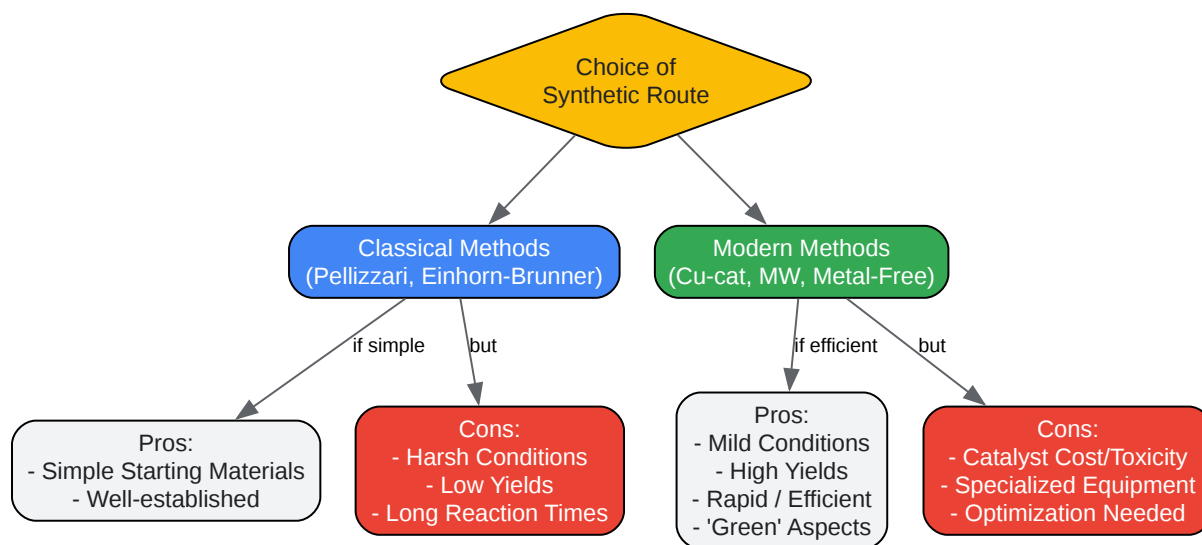 Choice of
Synthetic Route
Classical Methods
(Pellizzari, Einhorn-Brunner)
Modern Methods
(Cu-cat, MW, Metal-Free)
if simple
but
if efficient
but
Pros:
- Simple Starting Materials
- Well-established
Cons:
- Harsh Conditions
- Low Yields
- Long Reaction Times
Pros:
- Mild Conditions
- High Yields
- Rapid / Efficient
- 'Green' Aspects
Cons:
- Catalyst Cost/Toxicity
- Specialized Equipment
- Optimization Needed